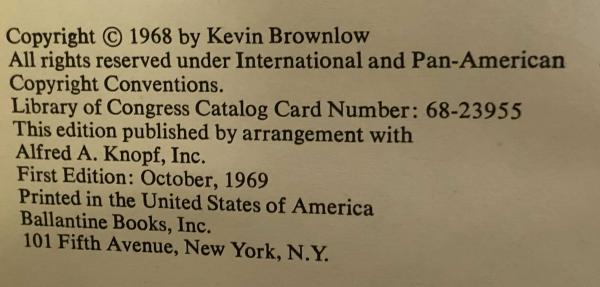 Copyright © 1968 by Kevin Brownlow
All rights reserved under International and Pan-American
Copyright Conventions.
Library of Congress Catalog Card Number: 68-23955
This edition published by arrangement with
Alfred A. Knopf, Inc.
First Edition: October, 1969
Printed in the United States of America
Ballantine Books, Inc.
101 Fifth Avenue, New York, N.Y.